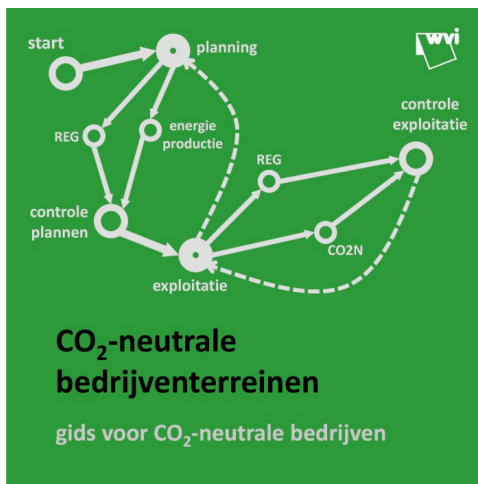 start
planning
wvi
controle
exploitatie
REG
energie
productie
REG
controle
plannen
CO2N
exploitatie
CO₂-neutrale
bedrijventerreinen
gids voor CO₂-neutrale bedrijven